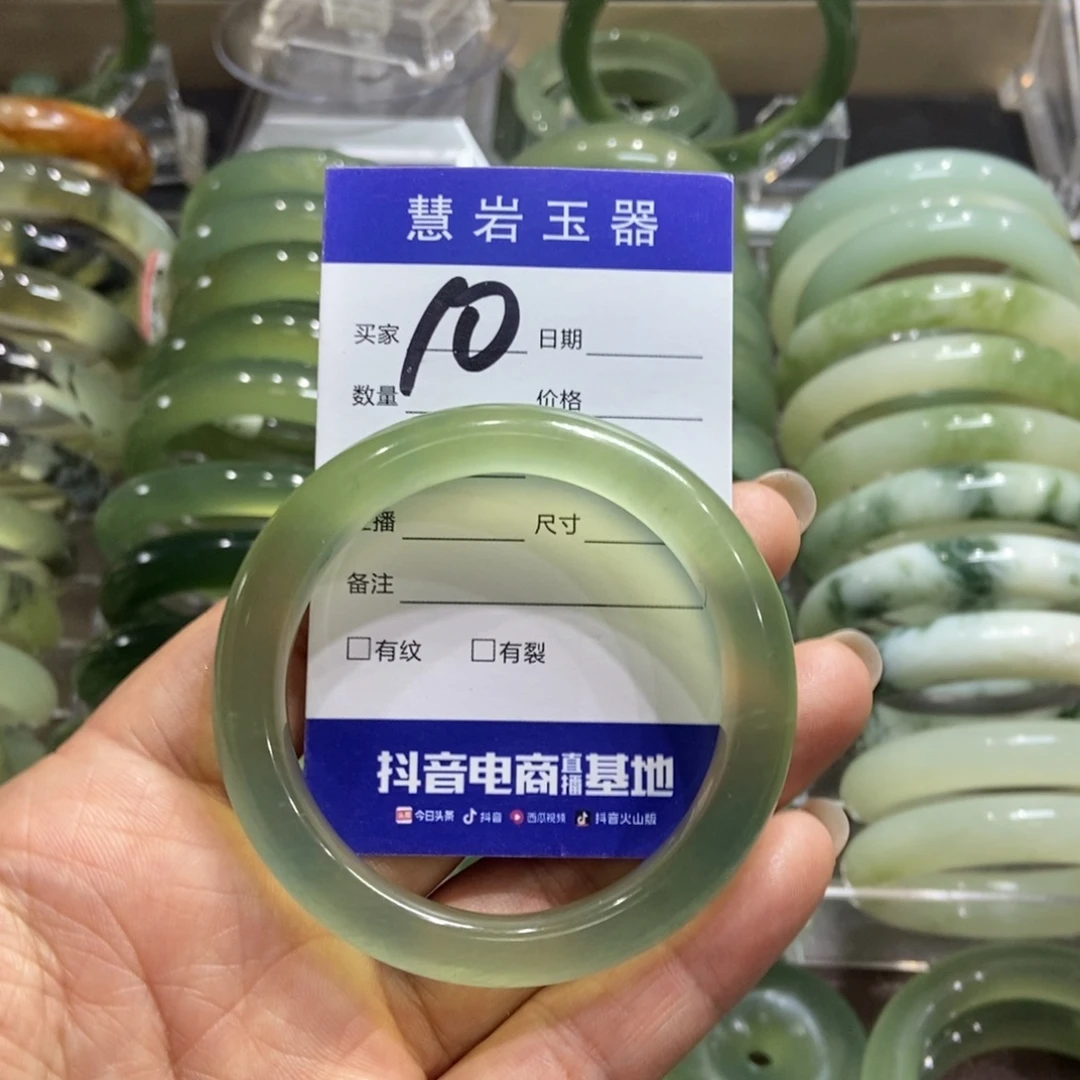 慧岩玉器
买家 10 日期
数量 价格
播 尺寸
备注
□有纹 □有裂
抖音电商直播基地
今日头条 抖音 西瓜视频 抖音火山版